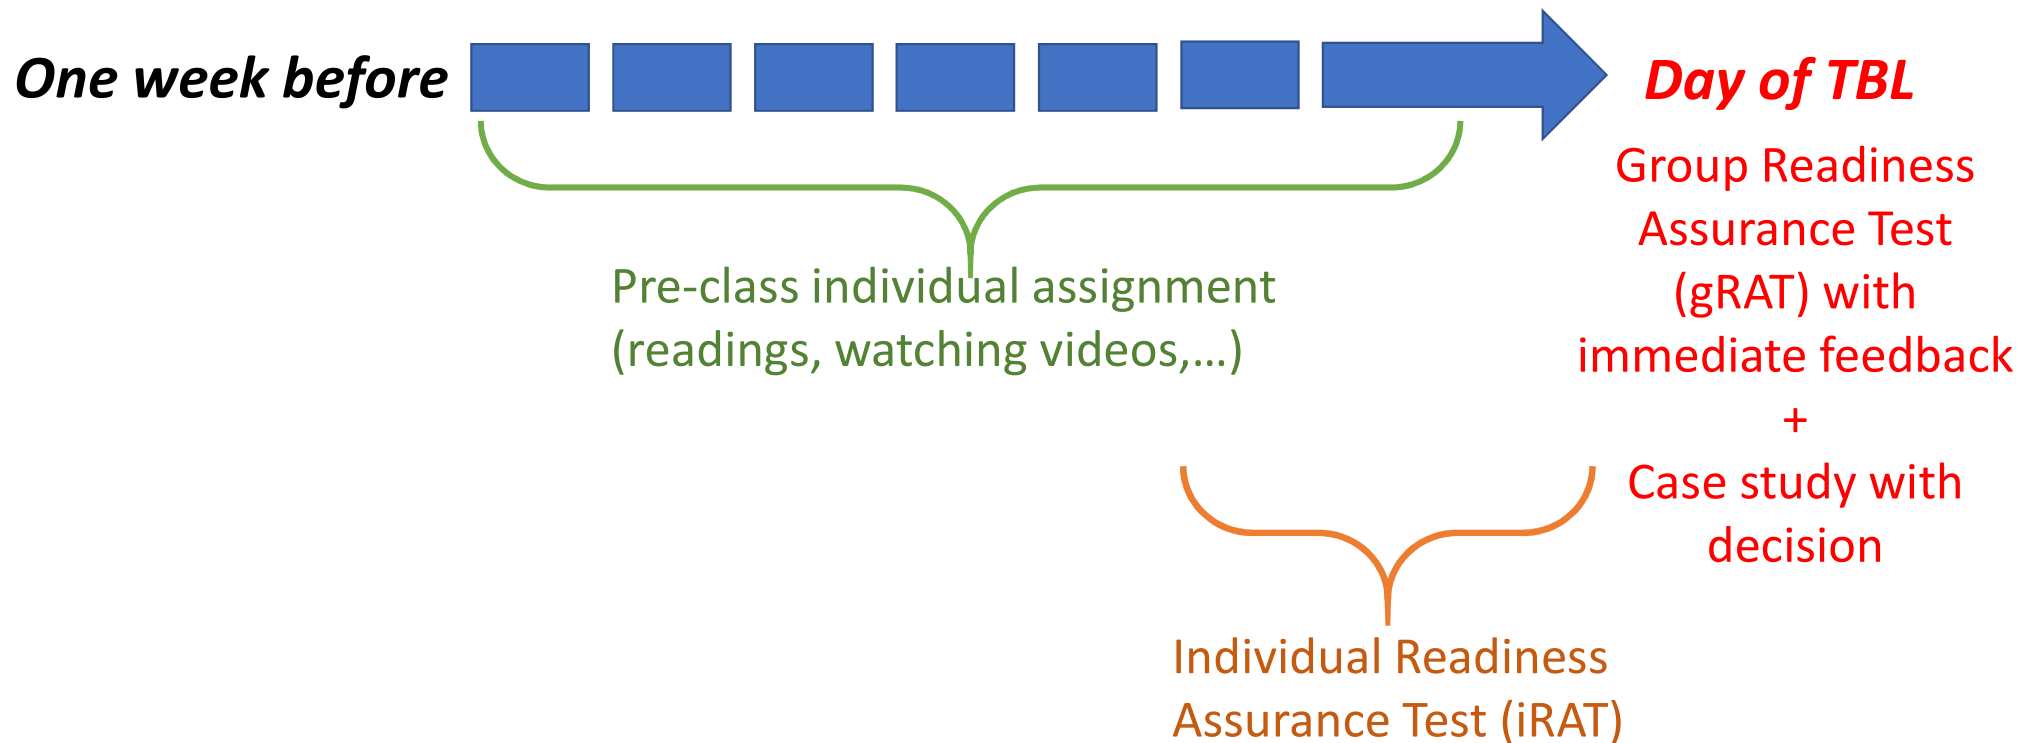 One week before
Day of TBL
Group Readiness
Assurance Test
(gRAT) with
immediate feedback
+
Case study with
decision
Pre-class individual assignment
(readings, watching videos,...)
Individual Readiness
Assurance Test (iRAT)